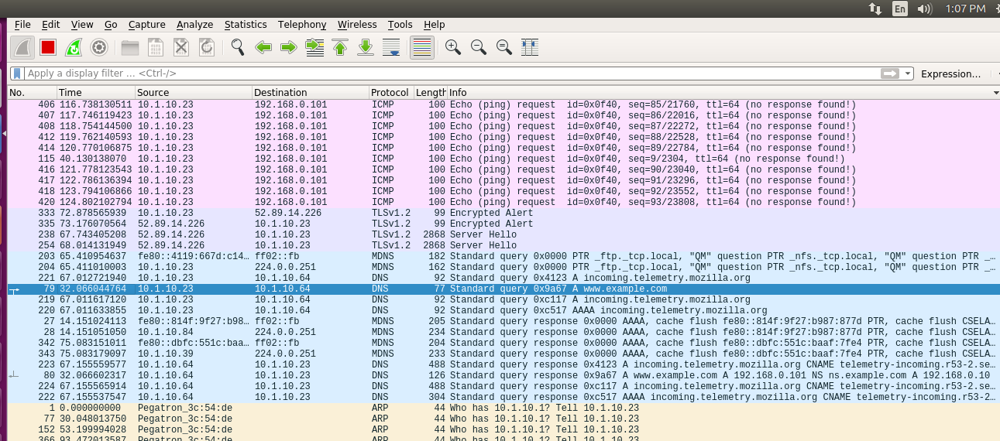 En 1:07 PM
File Edit View Go Capture Analyze Statistics Telephony Wireless Tools Help
Apply a display filter ... <Ctrl-/> Expression...
No. Time Source Destination Protocol Length Info
406 116.738130511 10.1.10.23 192.168.0.101 ICMP 100 Echo (ping) request id=0x0f40, seq=85/21760, ttl=64 (no response found!)
407 117.746119423 10.1.10.23 192.168.0.101 ICMP 100 Echo (ping) request id=0x0f40, seq=86/22016, ttl=64 (no response found!)
408 118.754144500 10.1.10.23 192.168.0.101 ICMP 100 Echo (ping) request id=0x0f40, seq=87/22272, ttl=64 (no response found!)
412 119.762140593 10.1.10.23 192.168.0.101 ICMP 100 Echo (ping) request id=0x0f40, seq=88/22528, ttl=64 (no response found!)
414 120.770106875 10.1.10.23 192.168.0.101 ICMP 100 Echo (ping) request id=0x0f40, seq=89/22784, ttl=64 (no response found!)
115 40.130138070 10.1.10.23 192.168.0.101 ICMP 100 Echo (ping) request id=0x0f40, seq=9/2304, ttl=64 (no response found!)
416 121.778123543 10.1.10.23 192.168.0.101 ICMP 100 Echo (ping) request id=0x0f40, seq=90/23040, ttl=64 (no response found!)
417 122.786136394 10.1.10.23 192.168.0.101 ICMP 100 Echo (ping) request id=0x0f40, seq=91/23296, ttl=64 (no response found!)
418 123.794106866 10.1.10.23 192.168.0.101 ICMP 100 Echo (ping) request id=0x0f40, seq=92/23552, ttl=64 (no response found!)
420 124.802102794 10.1.10.23 192.168.0.101 ICMP 100 Echo (ping) request id=0x0f40, seq=93/23808, ttl=64 (no response found!)
333 72.878565939 10.1.10.23 52.89.14.226 TLSv1.2 99 Encrypted Alert
335 73.176070564 52.89.14.226 10.1.10.23 TLSv1.2 99 Encrypted Alert
238 67.743405208 52.89.14.226 10.1.10.23 TLSv1.2 2868 Server Hello
254 68.014131949 52.89.14.226 10.1.10.23 TLSv1.2 2868 Server Hello
203 65.410954637 fe80::4119:667d:c14… ff02::fb MDNS 182 Standard query 0x0000 PTR _ftp._tcp.local, "QM" question PTR _nfs._tcp.local, "QM" question PTR _…
204 65.411010003 10.1.10.23 224.0.0.251 MDNS 162 Standard query 0x0000 PTR _ftp._tcp.local, "QM" question PTR _nfs._tcp.local, "QM" question PTR _…
221 67.012721940 10.1.10.23 10.1.10.64 DNS 92 Standard query 0x4123 A incoming.telemetry.mozilla.org
79 32.066044764 10.1.10.23 10.1.10.64 DNS 77 Standard query 0x9a67 A www.example.com
219 67.011617120 10.1.10.23 10.1.10.64 DNS 92 Standard query 0xc117 A incoming.telemetry.mozilla.org
220 67.011633855 10.1.10.23 10.1.10.64 DNS 92 Standard query 0xc517 AAAA incoming.telemetry.mozilla.org
27 14.151024113 fe80::814f:9f27:b98… ff02::fb MDNS 205 Standard query response 0x0000 AAAA, cache flush fe80::814f:9f27:b987:877d PTR, cache flush CSELA…
28 14.151051050 10.1.10.84 224.0.0.251 MDNS 234 Standard query response 0x0000 AAAA, cache flush fe80::814f:9f27:b987:877d PTR, cache flush CSELA…
342 75.083151011 fe80::dbfc:551c:baa… ff02::fb MDNS 204 Standard query response 0x0000 AAAA, cache flush fe80::dbfc:551c:baaf:7fe4 PTR, cache flush CSELA…
343 75.083179097 10.1.10.39 224.0.0.251 MDNS 233 Standard query response 0x0000 AAAA, cache flush fe80::dbfc:551c:baaf:7fe4 PTR, cache flush CSELA…
223 67.155559577 10.1.10.64 10.1.10.23 DNS 488 Standard query response 0x4123 A incoming.telemetry.mozilla.org CNAME telemetry-incoming.r53-2.se…
80 32.066602317 10.1.10.64 10.1.10.23 DNS 126 Standard query response 0x9a67 A www.example.com A 192.168.0.101 NS ns.example.com A 192.168.0.10
224 67.155565914 10.1.10.64 10.1.10.23 DNS 488 Standard query response 0xc117 A incoming.telemetry.mozilla.org CNAME telemetry-incoming.r53-2.se…
222 67.155537547 10.1.10.64 10.1.10.23 DNS 304 Standard query response 0xc517 AAAA incoming.telemetry.mozilla.org CNAME telemetry-incoming.r53-2…
1 0.000000000 Pegatron_3c:54:de ARP 44 Who has 10.1.10.1? Tell 10.1.10.23
77 30.048013750 Pegatron_3c:54:de ARP 44 Who has 10.1.10.1? Tell 10.1.10.23
152 53.199994028 Pegatron_3c:54:de ARP 44 Who has 10.1.10.1? Tell 10.1.10.23
366 93.472013587 Pegatron_3c:54:de ARP 44 Who has 10.1.10.1? Tell 10.1.10.23